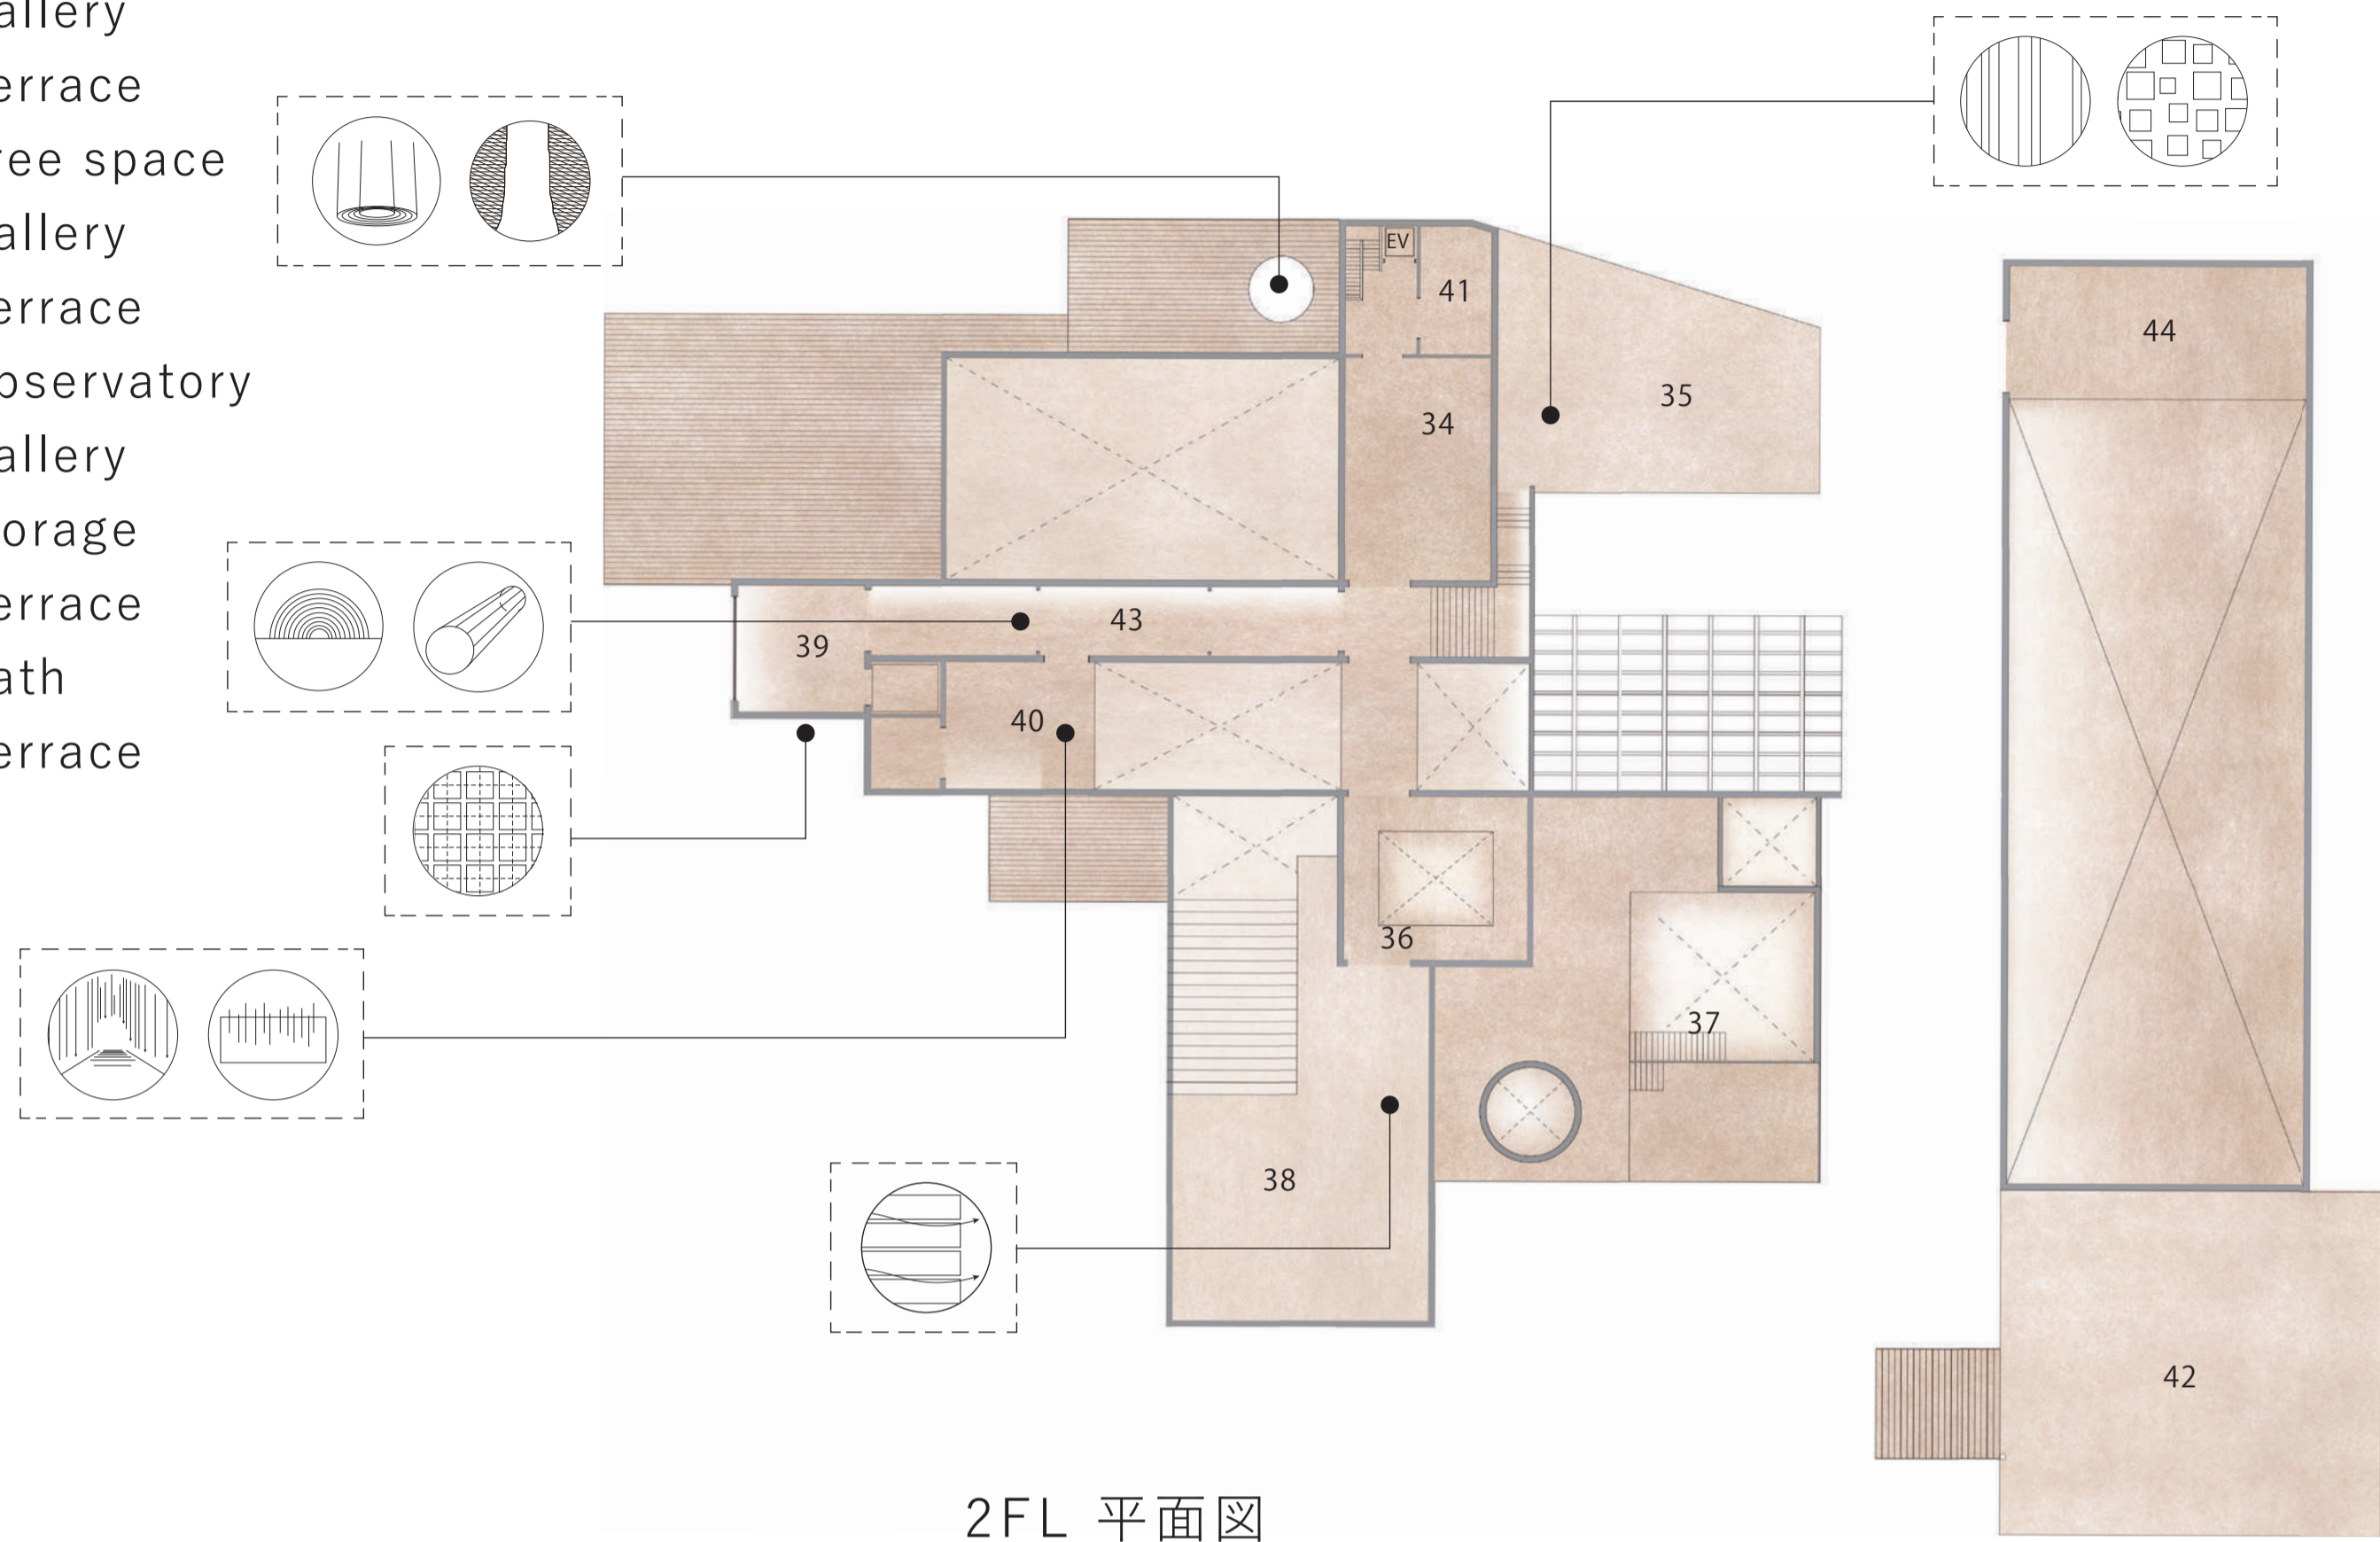 allery
errace
ree space
allery
errace
bservatory
allery
orage
errace
ath
errace
EV
41
44
35
34
43
39
40
36
37
38
42
2FL 平面図